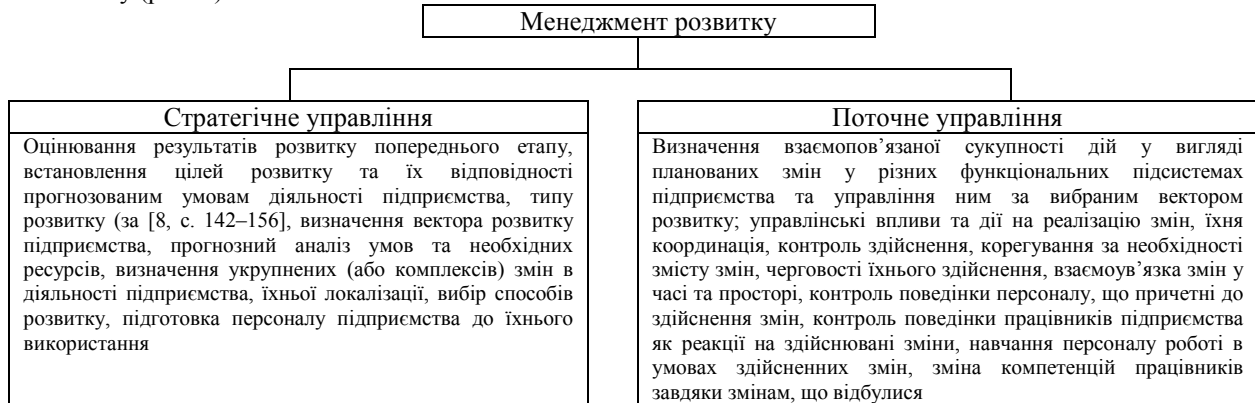 Менеджмент розвитку
Стратегічне управління
Оцінювання результатів розвитку попереднього етапу,
встановлення цілей розвитку та їх відповідності
прогнозованим умовам діяльності підприємства, типу
розвитку (за [8, с. 142–156], визначення вектора розвитку
підприємства, прогнозний аналіз умов та необхідних
ресурсів, визначення укрупнених (або комплексів) змін в
діяльності підприємства, їхньої локалізації, вибір способів
розвитку, підготовка персоналу підприємства до їхнього
використання
Поточне управління
Визначення взаємопов’язаної сукупності дій у вигляді
планованих змін у різних функціональних підсистемах
підприємства та управління ним за вибраним вектором
розвитку; управлінські впливи та дії на реалізацію змін, їхня
координація, контроль здійснення, корегування за необхідності
змісту змін, черговості їхнього здійснення, взаємоув’язка змін у
часі та просторі, контроль поведінки персоналу, що причетні до
здійснення змін, контроль поведінки працівників підприємства
як реакції на здійснювані зміни, навчання персоналу роботі в
умовах здійсненних змін, зміна компетенцій працівників
завдяки змінам, що відбулися